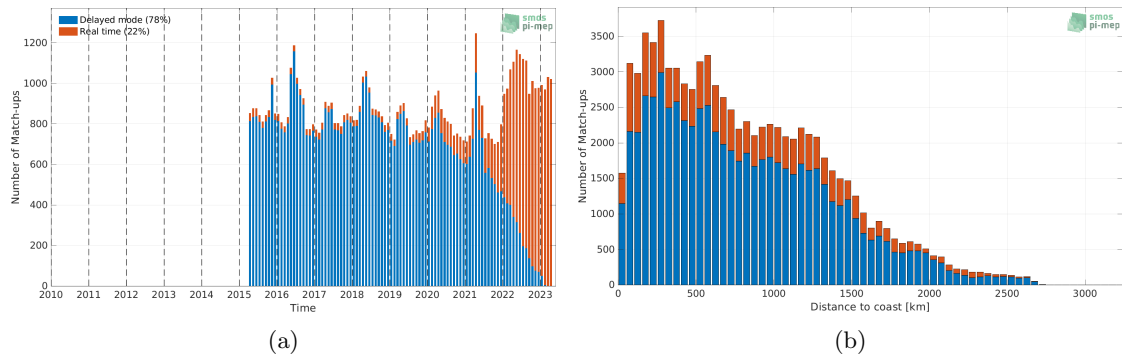 Delayed mode (78%)
Real time (22%)
smos
pi-mep
Number of Match-ups
1200
1000
800
600
400
200
0
2010 2011 2012 2013 2014 2015 2016 2017 2018 2019 2020 2021 2022 2023
Time
(a)
smos
pi-mep
Number of Match-ups
3500
3000
2500
2000
1500
1000
500
0
0 500 1000 1500 2000 2500 3000
Distance to coast [km]
(b)